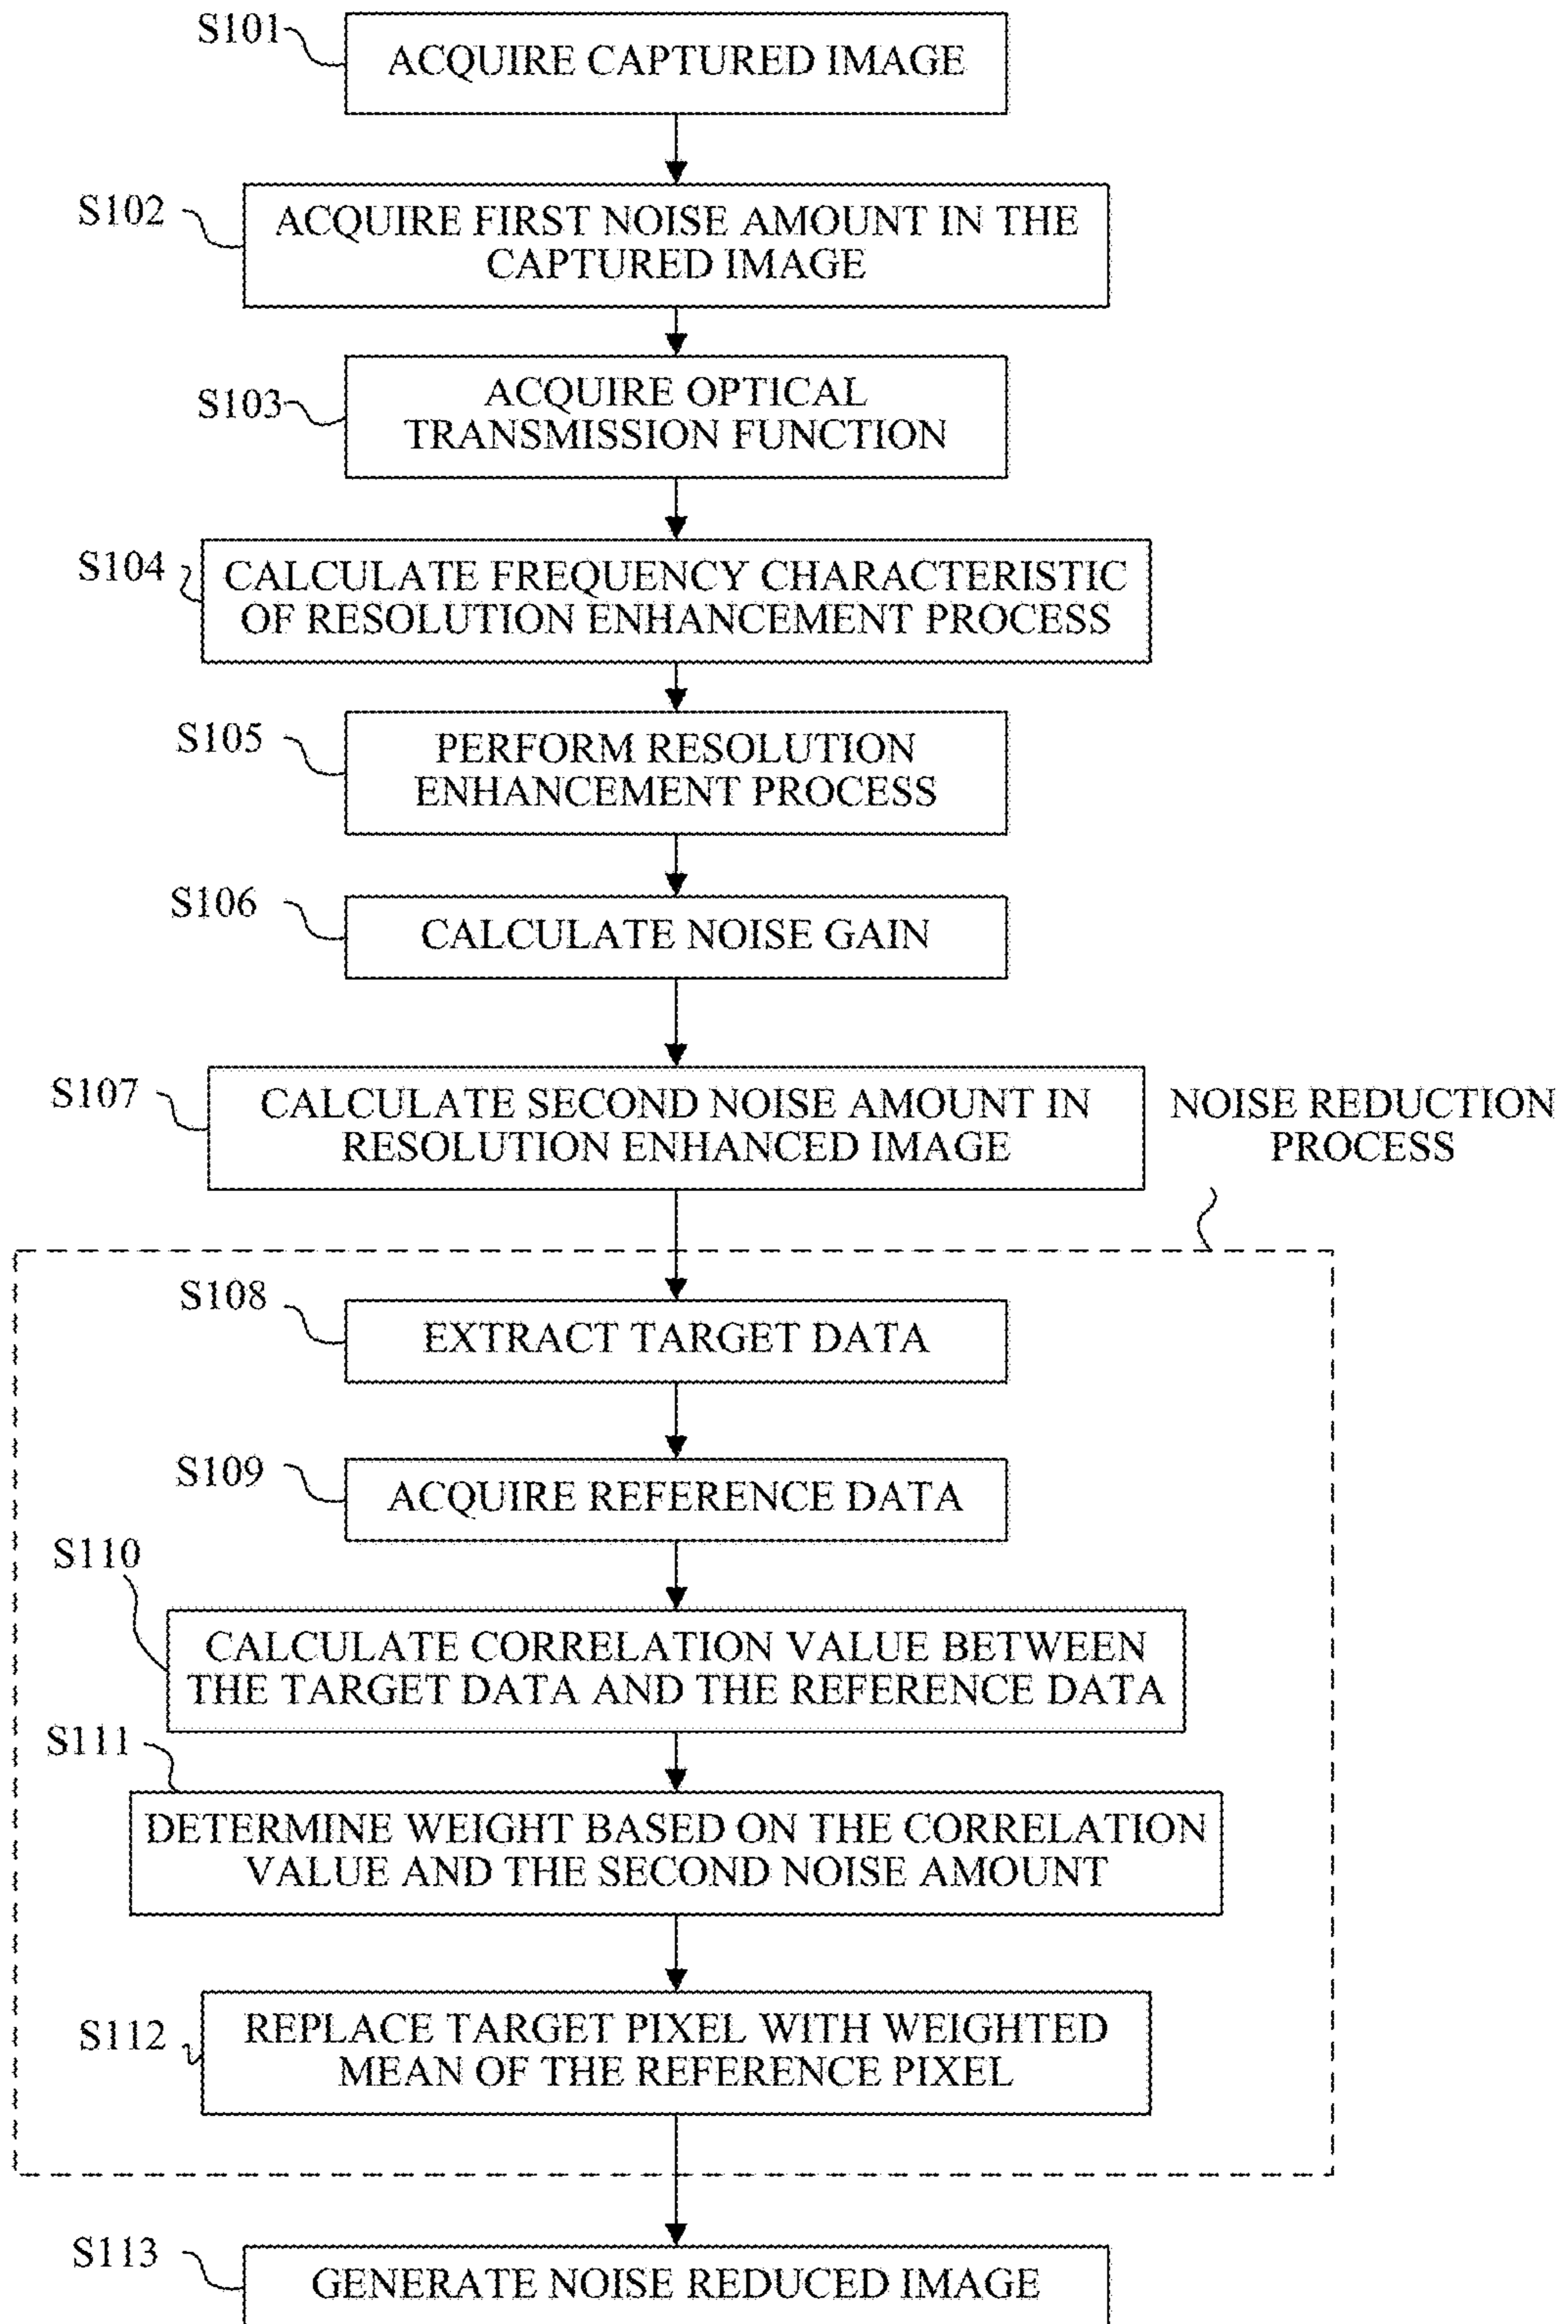 S101
ACQUIRE CAPTURED IMAGE
S102
ACQUIRE FIRST NOISE AMOUNT IN THE
CAPTURED IMAGE
S103
ACQUIRE OPTICAL
TRANSMISSION FUNCTION
S104
CALCULATE FREQUENCY CHARACTERISTIC
OF RESOLUTION ENHANCEMENT PROCESS
S105
PERFORM RESOLUTION
ENHANCEMENT PROCESS
S106
CALCULATE NOISE GAIN
S107
CALCULATE SECOND NOISE AMOUNT IN
RESOLUTION ENHANCED IMAGE
NOISE REDUCTION
PROCESS
S108
EXTRACT TARGET DATA
S109
ACQUIRE REFERENCE DATA
S110
CALCULATE CORRELATION VALUE BETWEEN
THE TARGET DATA AND THE REFERENCE DATA
S111
DETERMINE WEIGHT BASED ON THE CORRELATION
VALUE AND THE SECOND NOISE AMOUNT
S112
REPLACE TARGET PIXEL WITH WEIGHTED
MEAN OF THE REFERENCE PIXEL
S113
GENERATE NOISE REDUCED IMAGE